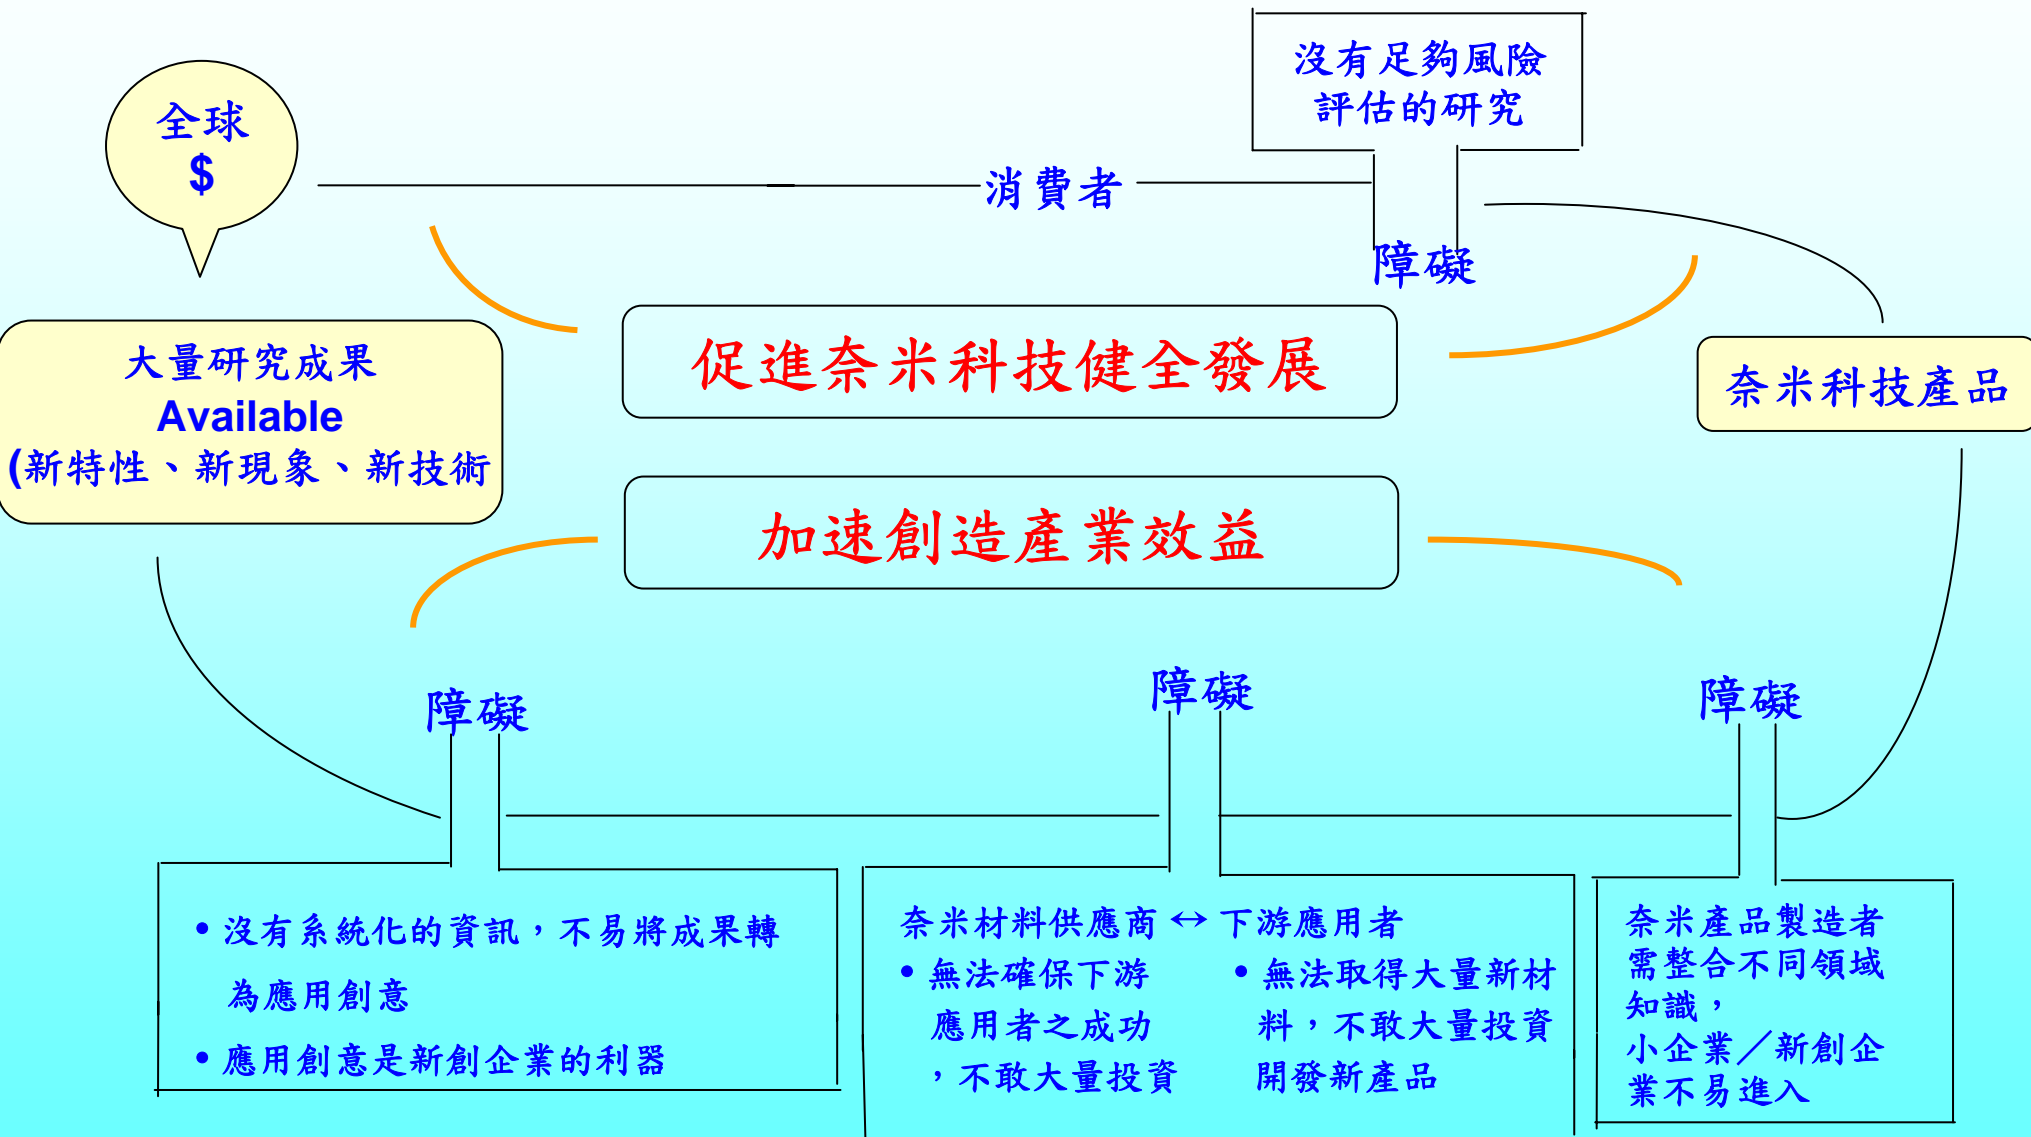 沒有足夠風險
評估的研究
全球
$
消費者
障礙
大量研究成果
Available
(新特性、新現象、新技術
促進奈米科技健全發展
奈米科技產品
加速創造產業效益
障礙
障礙
障礙
• 沒有系統化的資訊，不易將成果轉
為應用創意
• 應用創意是新創企業的利器
奈米材料供應商 ↔ 下游應用者
• 無法確保下游
應用者之成功
，不敢大量投資
• 無法取得大量新材
料，不敢大量投資
開發新產品
奈米產品製造者
需整合不同領域
知識，
小企業／新創企
業不易進入